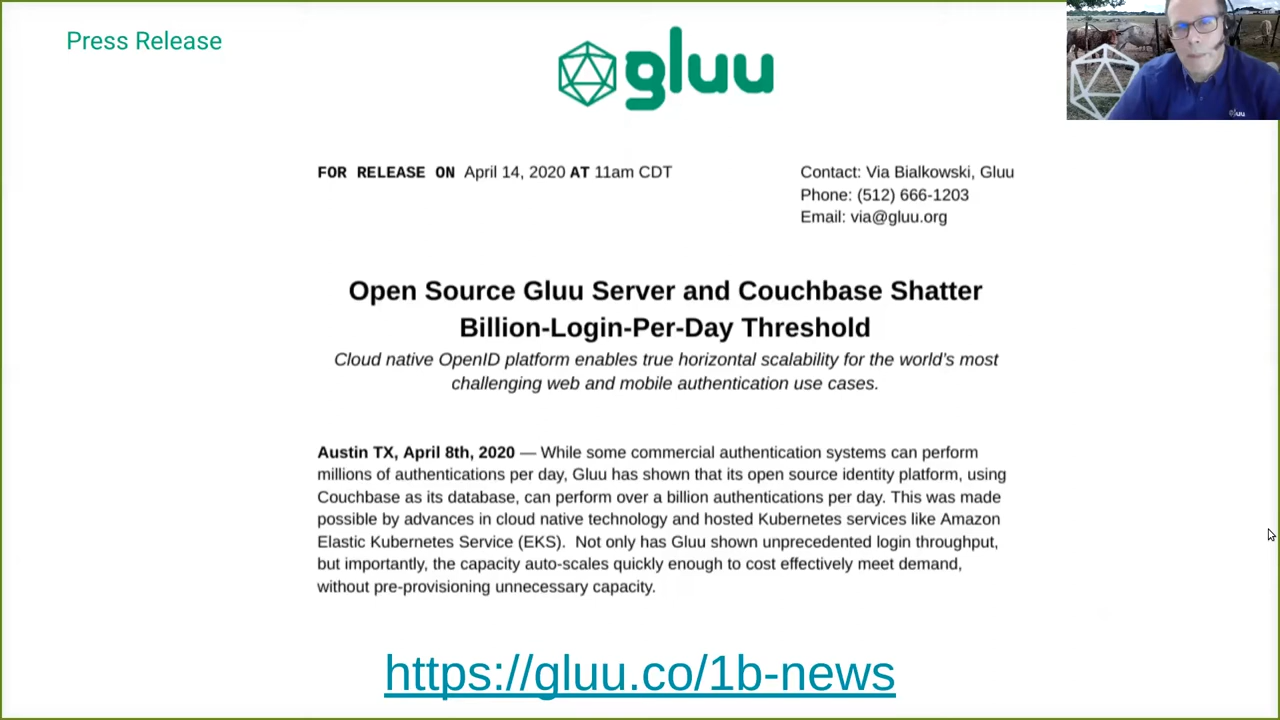 Press Release
gluu
FOR RELEASE ON April 14, 2020 AT 11am CDT
Contact: Via Bialkowski, Gluu
Phone: (512) 666-1203
Email: via@gluu.org
Open Source Gluu Server and Couchbase Shatter
Billion-Login-Per-Day Threshold
Cloud native OpenID platform enables true horizontal scalability for the world’s most
challenging web and mobile authentication use cases.
Austin TX, April 8th, 2020 — While some commercial authentication systems can perform
millions of authentications per day, Gluu has shown that its open source identity platform, using
Couchbase as its database, can perform over a billion authentications per day. This was made
possible by advances in cloud native technology and hosted Kubernetes services like Amazon
Elastic Kubernetes Service (EKS).  Not only has Gluu shown unprecedented login throughput,
but importantly, the capacity auto-scales quickly enough to cost effectively meet demand,
without pre-provisioning unnecessary capacity.
https://gluu.co/1b-news
gluu